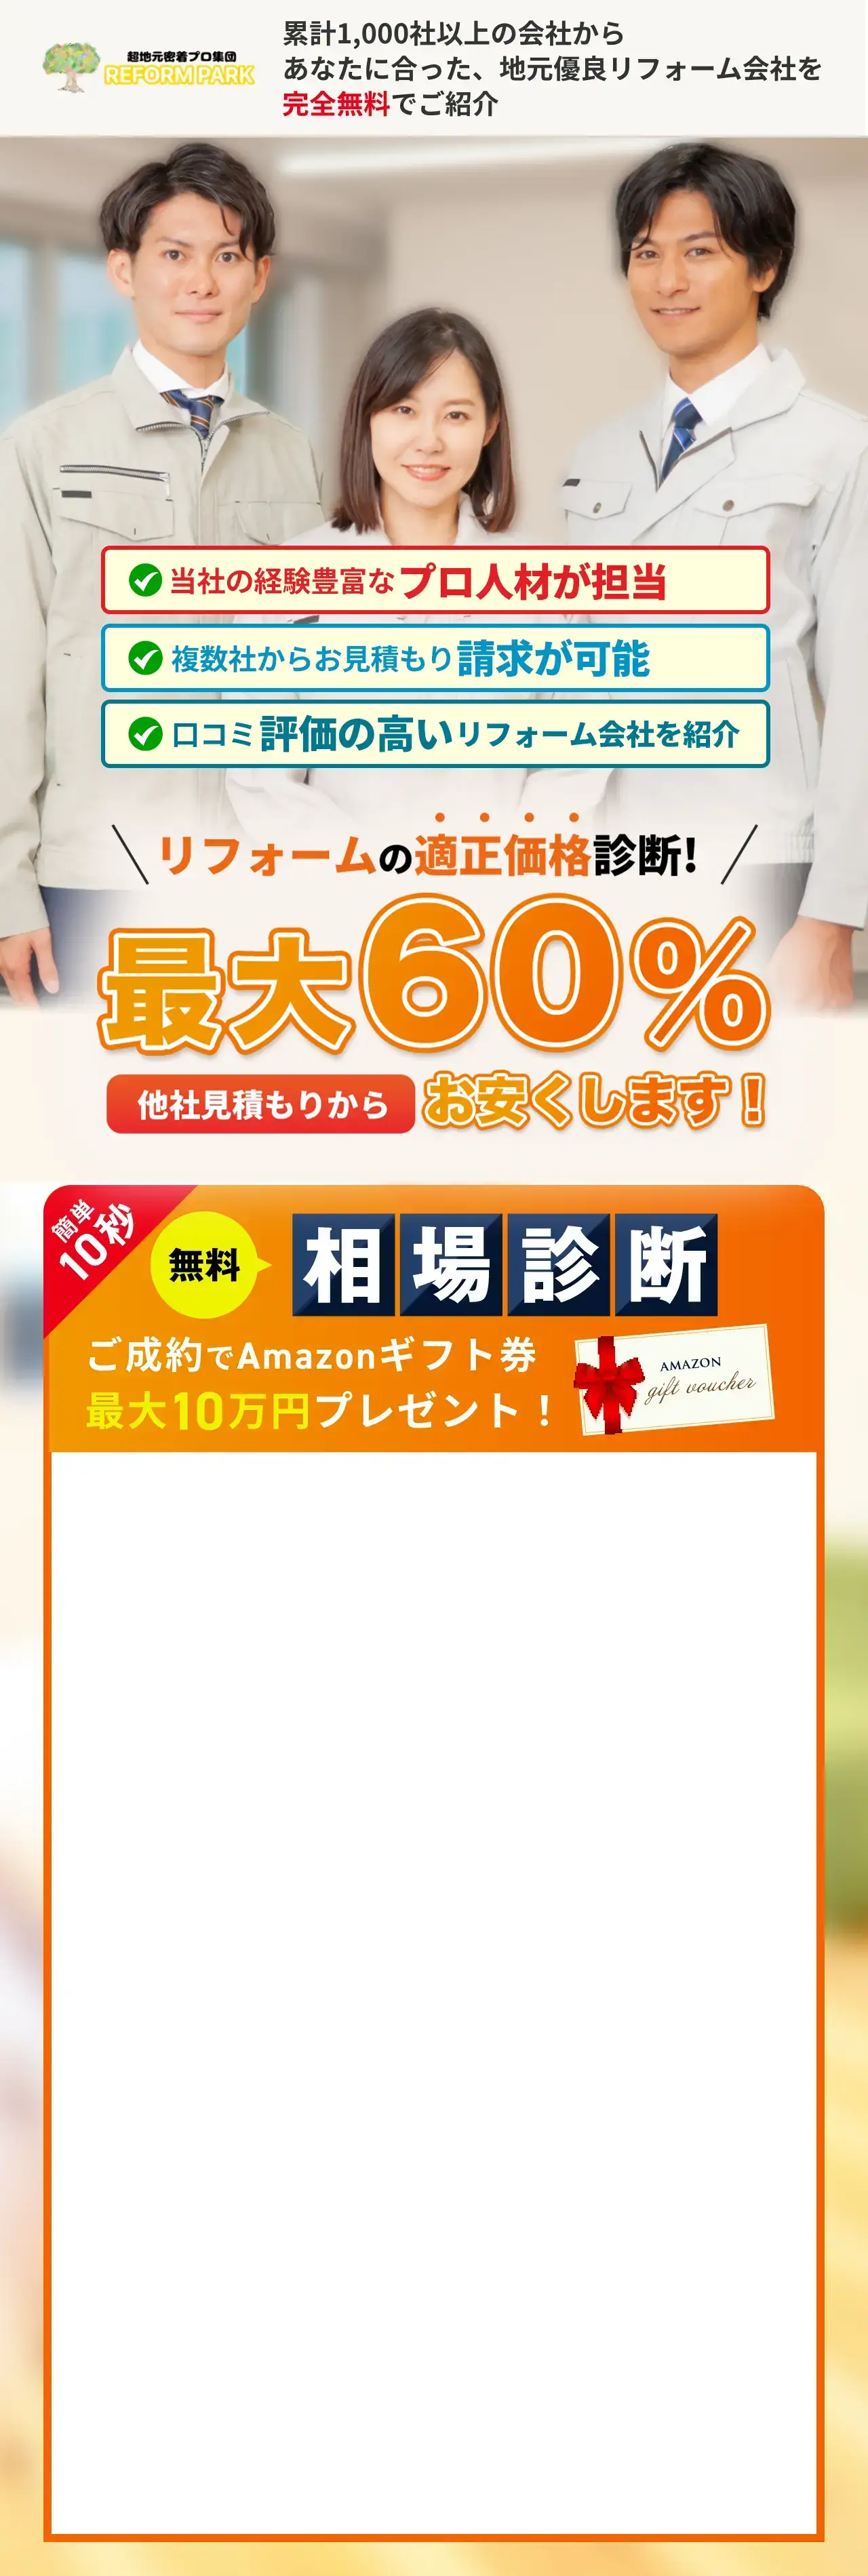 超地元密着プロ集団
REFORM PARK
累計1,000社以上の会社から
あなたに合った、地元優良リフォーム会社を
完全無料でご紹介
当社の経験豊富なプロ人材が担当
複数社からお見積もり請求が可能
口コミ評価の高いリフォーム会社を紹介
リフォームの適正価格診断!
最大60%
他社見積もりから お安くします！
簡単
10秒
無料
相場診断
ご成約でAmazonギフト券
最大10万円プレゼント！
AMAZON
gift voucher